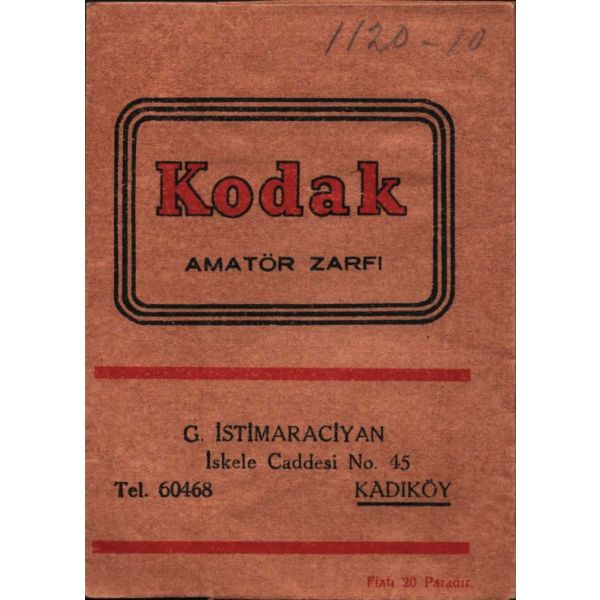 1120-10
Kodak
AMATÖR ZARFI
G. İSTİMARACİYAN
İskele Caddesi No. 45
Tel. 60468 KADIKÖY
Fiatı 20 Paradır.